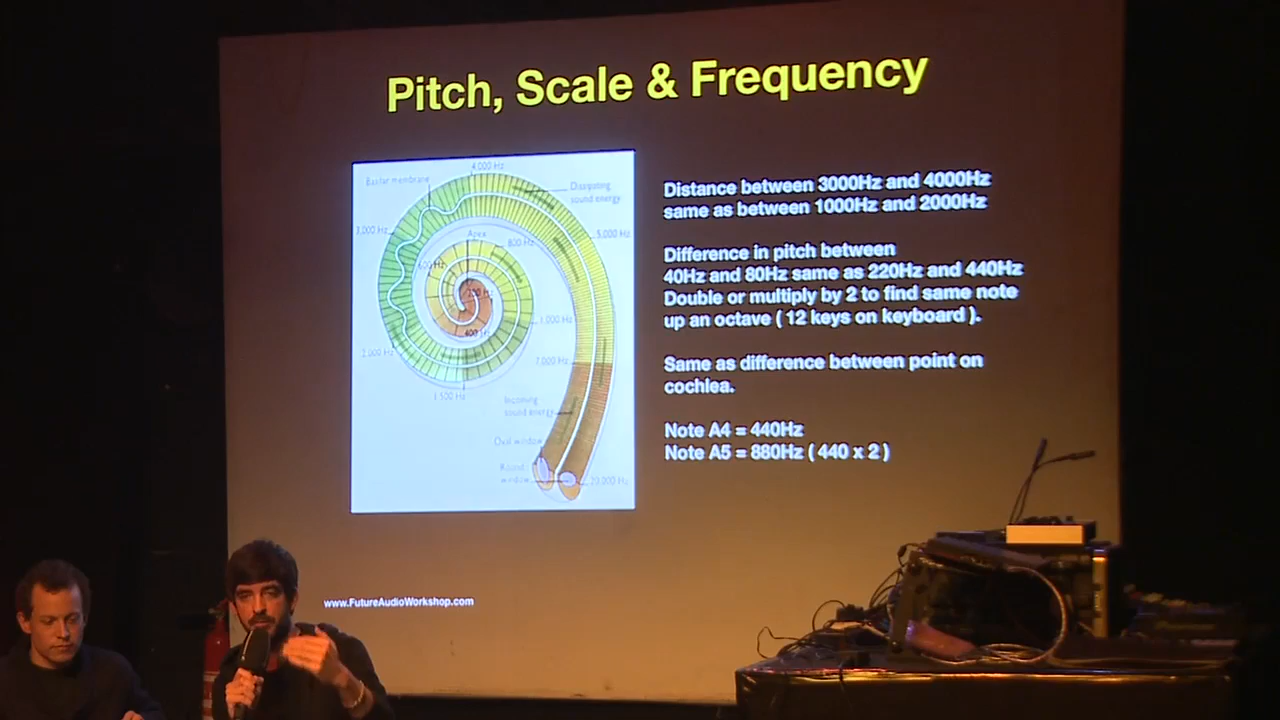 Pitch, Scale & Frequency
4,000 Hz
Basilar membrane
Dissipating
sound energy
3,000 Hz
5,000 Hz
Apex
800 Hz
600 Hz
200 Hz
400 Hz
1,000 Hz
2,000 Hz
7,000 Hz
1,500 Hz
Incoming
sound energy
Oval window
Round
window
20,000 Hz
Distance between 3000Hz and 4000Hz
same as between 1000Hz and 2000Hz
Difference in pitch between
40Hz and 80Hz same as 220Hz and 440Hz
Double or multiply by 2 to find same note
up an octave ( 12 keys on keyboard ).
Same as difference between point on
cochlea.
Note A4 = 440Hz
Note A5 = 880Hz ( 440 x 2 )
www.FutureAudioWorkshop.com